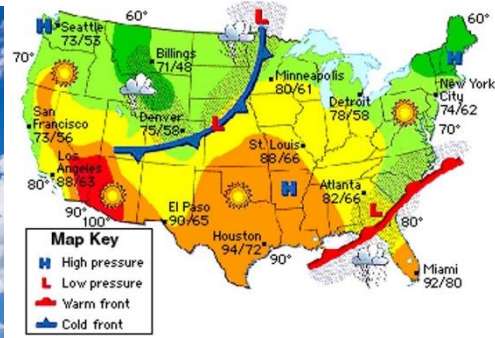 60°
L
60°
H
Seattle
73/53
Billings
71/48
H
70°
Minneapolis
80/61
New York
City
74/62
Detroit
78/58
Denver
75/58
L
San
Francisco
73/56
70°
St. Louis
88/66
Los
Angeles
88/63
80°
Atlanta
82/66
H
El Paso
90/65
L
90°
100°
80°
Houston
94/72
90°
Miami
92/80
Map Key
H High pressure
L Low pressure
Warm front
Cold front